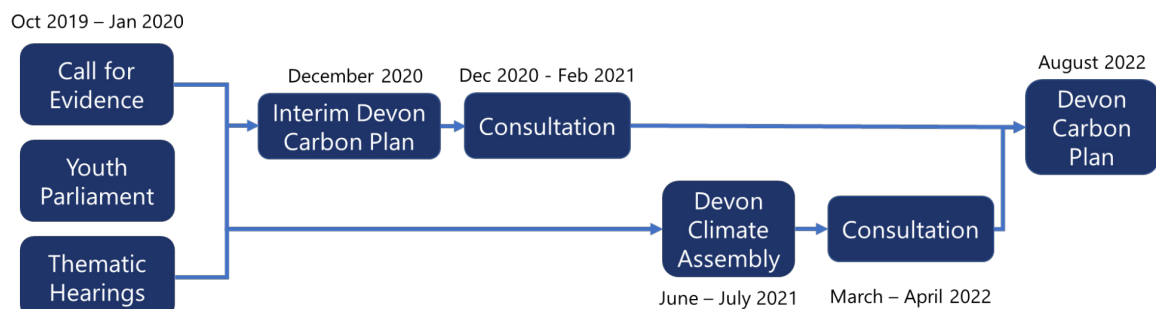 Oct 2019 – Jan 2020
Call for
Evidence
Youth
Parliament
Thematic
Hearings
December 2020
Interim Devon
Carbon Plan
Dec 2020 - Feb 2021
Consultation
Devon
Climate
Assembly
June – July 2021
Consultation
March – April 2022
August 2022
Devon
Carbon
Plan